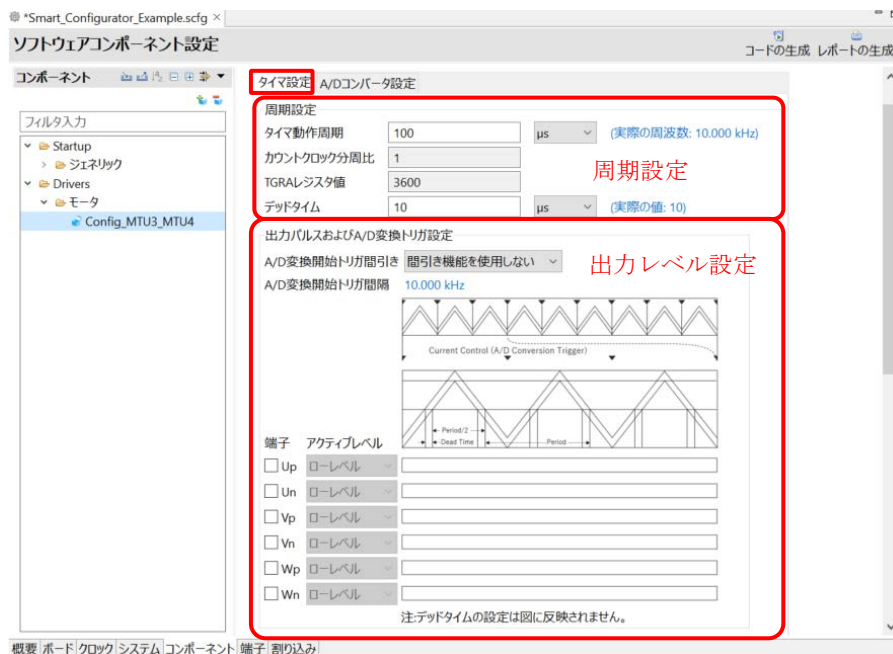 *Smart_Configurator_Example.scfg ×
ソフトウェアコンポーネント設定
コードの生成 レポートの生成
コンポーネント
フィルタ入力
Startup
ジェネリック
Drivers
モータ
Config_MTU3_MTU4
タイマ設定 A/Dコンバータ設定
周期設定
タイマ動作周期 100 µs (実際の周波数: 10.000 kHz)
カウントクロック分周比 1
周期設定
TGRAレジスタ値 3600
デッドタイム 10 µs (実際の値: 10)
出力パルスおよびA/D変換トリガ設定
A/D変換開始トリガ間引き 間引き機能を使用しない
出力レベル設定
A/D変換開始トリガ間隔 10.000 kHz
Current Control (A/D Conversion Trigger)
Period/2
Dead Time Period
端子 アクティブレベル
Up ローレベル
Un ローレベル
Vp ローレベル
Vn ローレベル
Wp ローレベル
Wn ローレベル
注:デッドタイムの設定は図に反映されません。
概要 ボード クロック システム コンポーネント 端子 割り込み